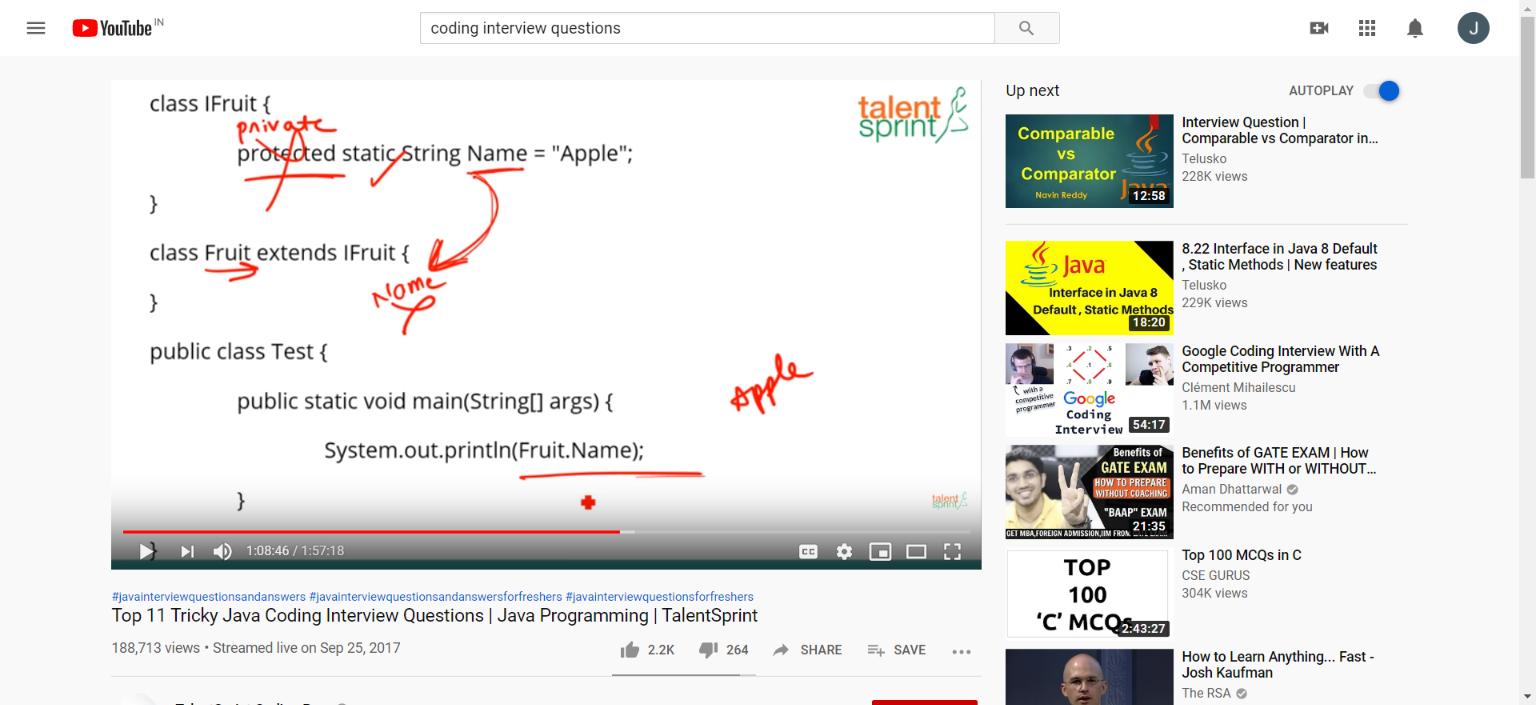 YouTube IN
coding interview questions
J
class IFruit {
private
protected static String Name = "Apple";
}
class Fruit extends IFruit {
Nome
}
public class Test {
public static void main(String[] args) {
Apple
System.out.println(Fruit.Name);
}
}
talent
sprint
talent
sprint
1:08:46 / 1:57:18
CC
#javainterviewquestionsandanswers #javainterviewquestionsandanswersforfreshers #javainterviewquestionsforfreshers
Top 11 Tricky Java Coding Interview Questions | Java Programming | TalentSprint
188,713 views • Streamed live on Sep 25, 2017
2.2K
264
SHARE
SAVE
Up next
AUTOPLAY
Comparable
vs
Comparator
Navin Reddy
Java
12:58
Interview Question |
Comparable vs Comparator in...
Telusko
228K views
Java
Interface in Java 8
Default , Static Methods
18:20
8.22 Interface in Java 8 Default
, Static Methods | New features
Telusko
229K views
with a
competitive
programmer
Google
Coding
Interview
54:17
Google Coding Interview With A
Competitive Programmer
Clément Mihailescu
1.1M views
Benefits of
GATE EXAM
HOW TO PREPARE
WITHOUT COACHING
"BAAP" EXAM
21:35
Benefits of GATE EXAM | How
to Prepare WITH or WITHOUT...
Aman Dhattarwal
Recommended for you
TOP
100
'C' MCQs
2:43:27
Top 100 MCQs in C
CSE GURUS
304K views
How to Learn Anything... Fast -
Josh Kaufman
The RSA